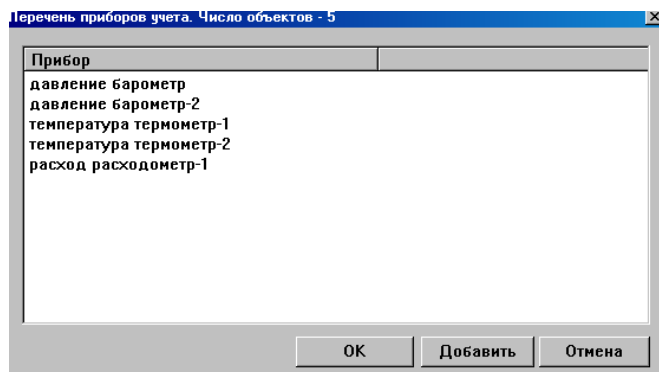 Перечень приборов учета. Число объектов - 5
Прибор
давление барометр
давление барометр-2
температура термометр-1
температура термометр-2
расход расходометр-1
OK Добавить Отмена